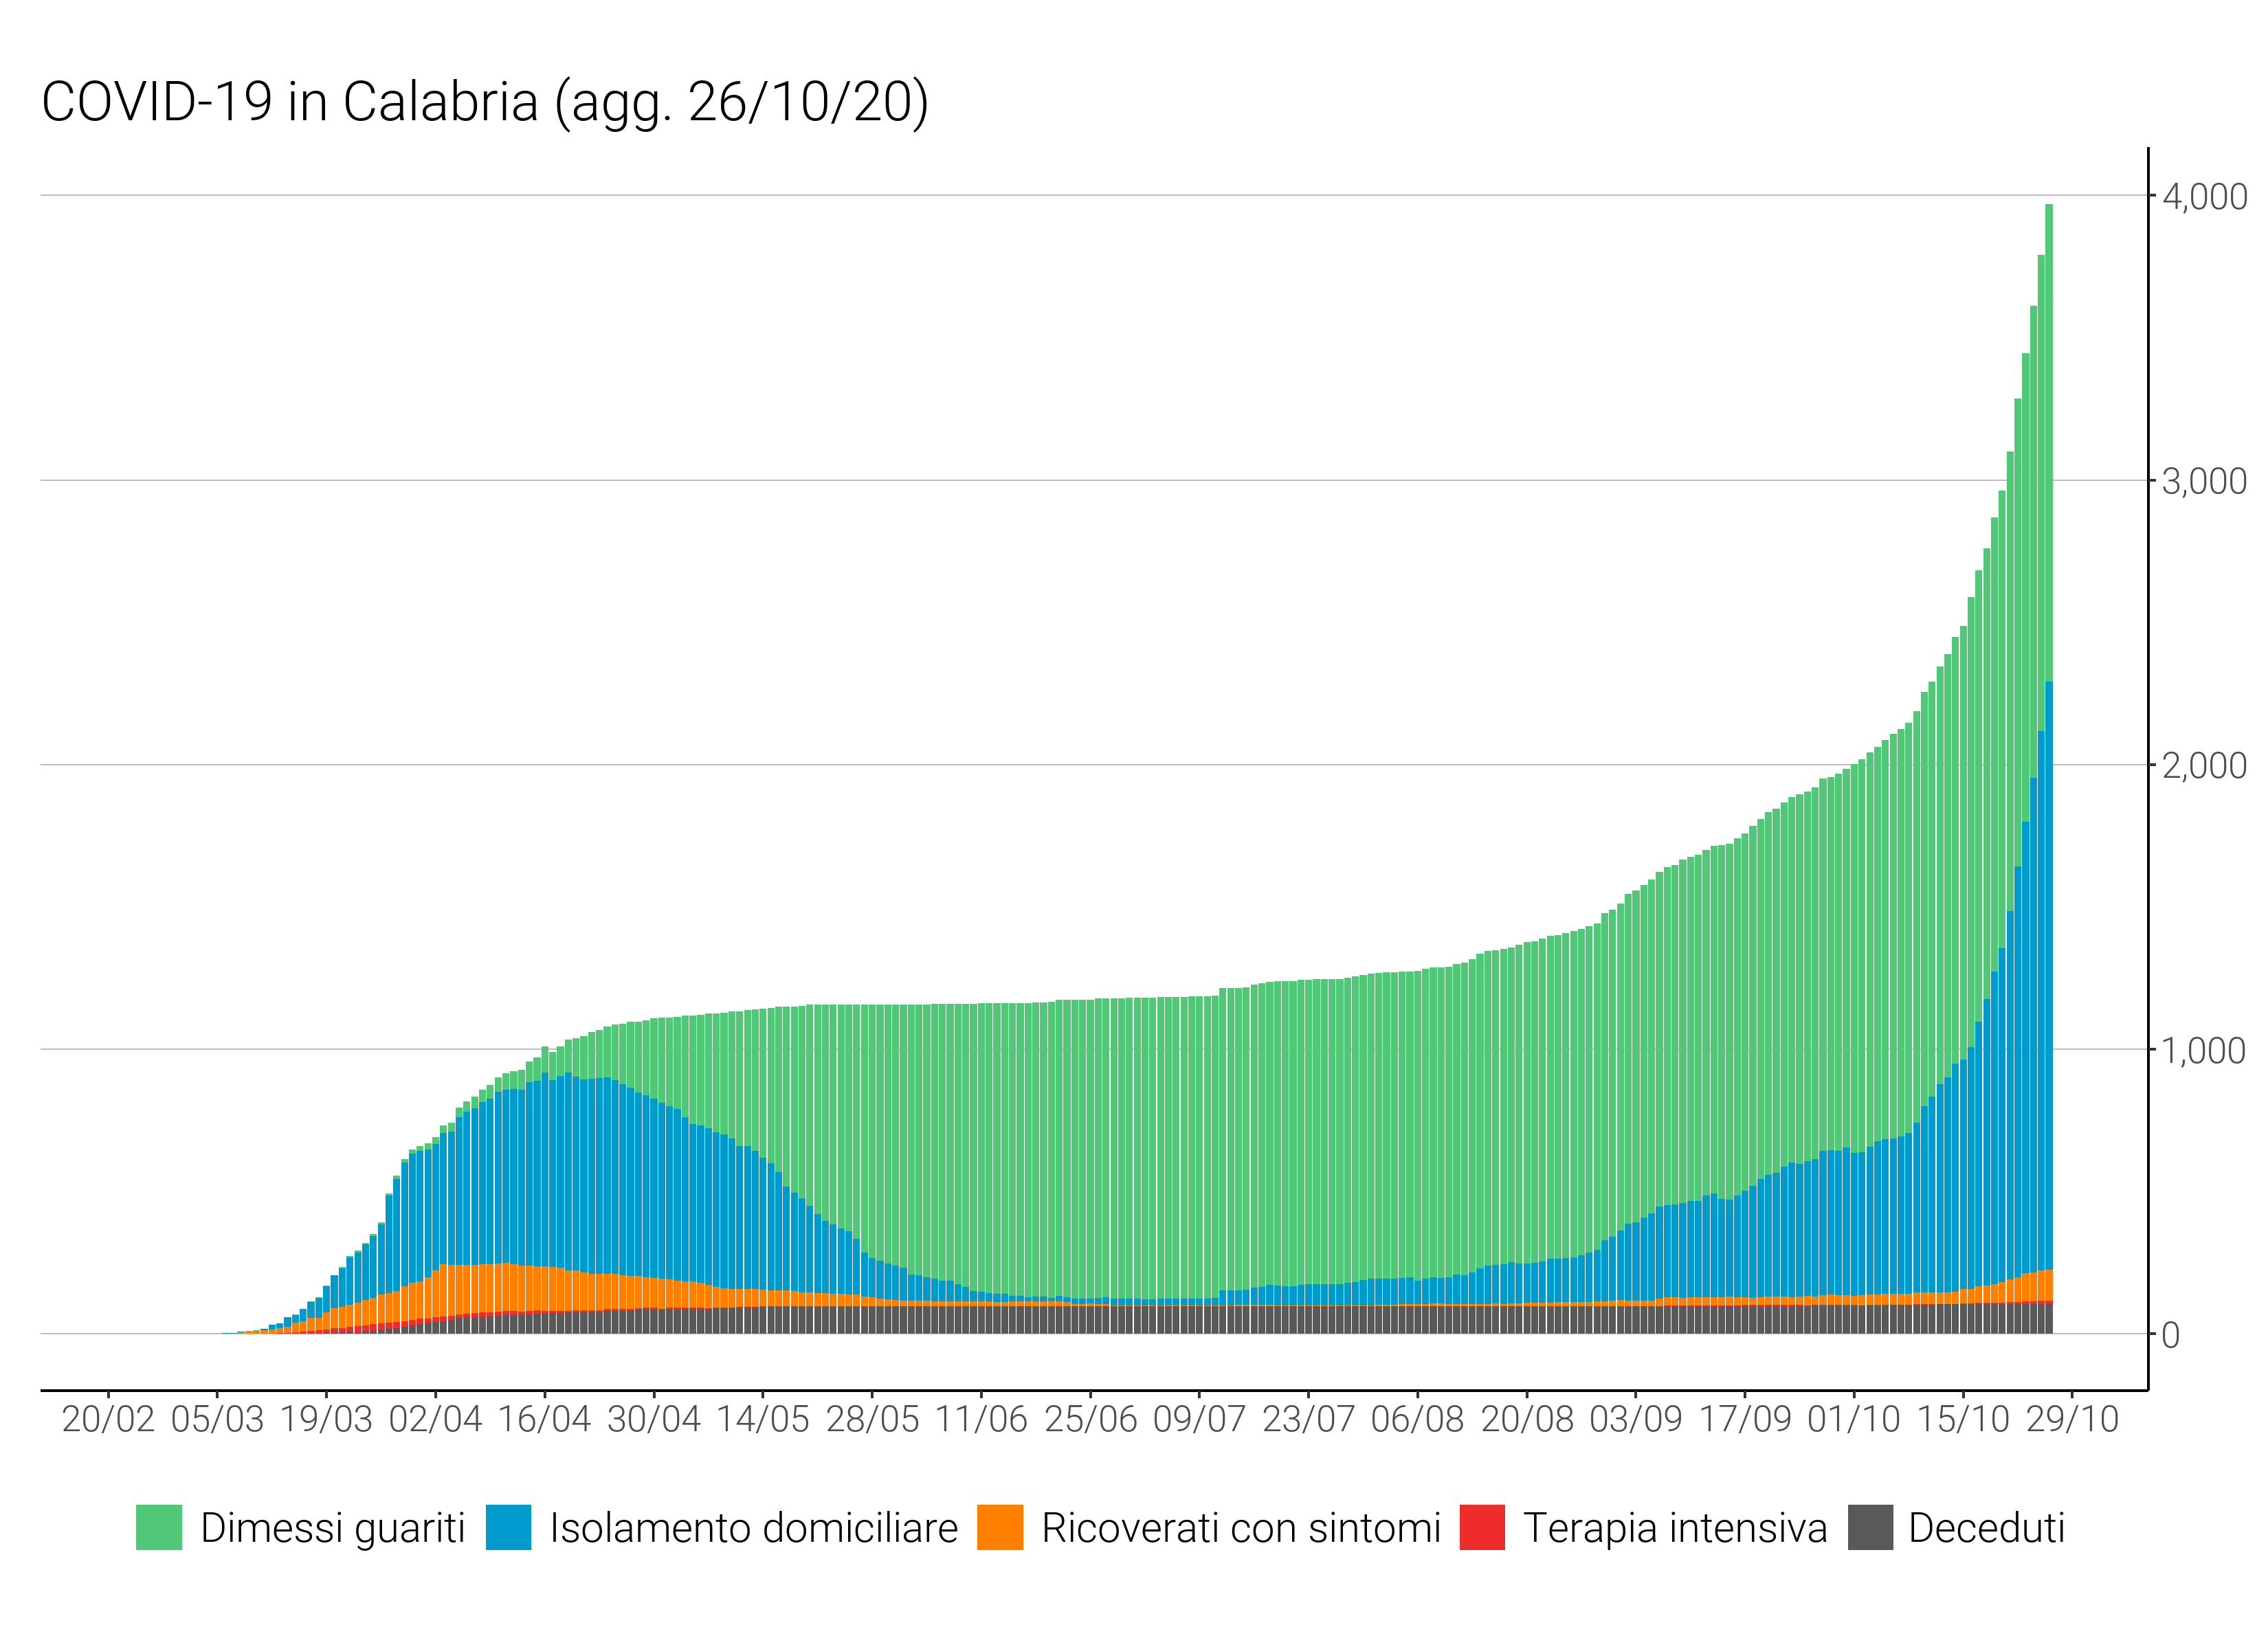 COVID-19 in Calabria (agg. 26/10/20)
4,000
3,000
2,000
1,000
0
20/02 05/03 19/03 02/04 16/04 30/04 14/05 28/05 11/06 25/06 09/07 23/07 06/08 20/08 03/09 17/09 01/10 15/10 29/10
Dimessi guariti Isolamento domiciliare Ricoverati con sintomi Terapia intensiva Deceduti